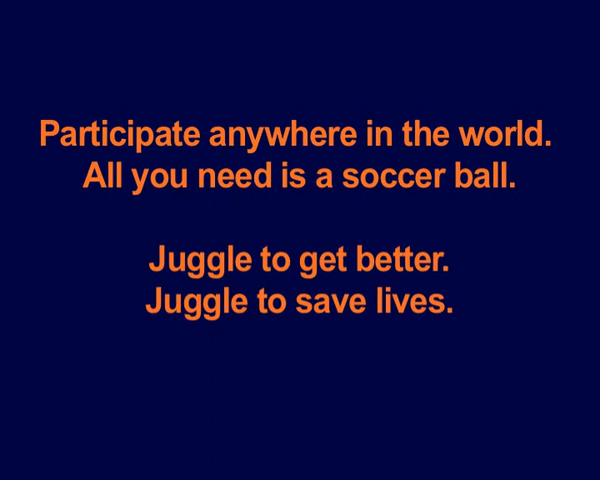 Participate anywhere in the world.
All you need is a soccer ball.
Juggle to get better.
Juggle to save lives.